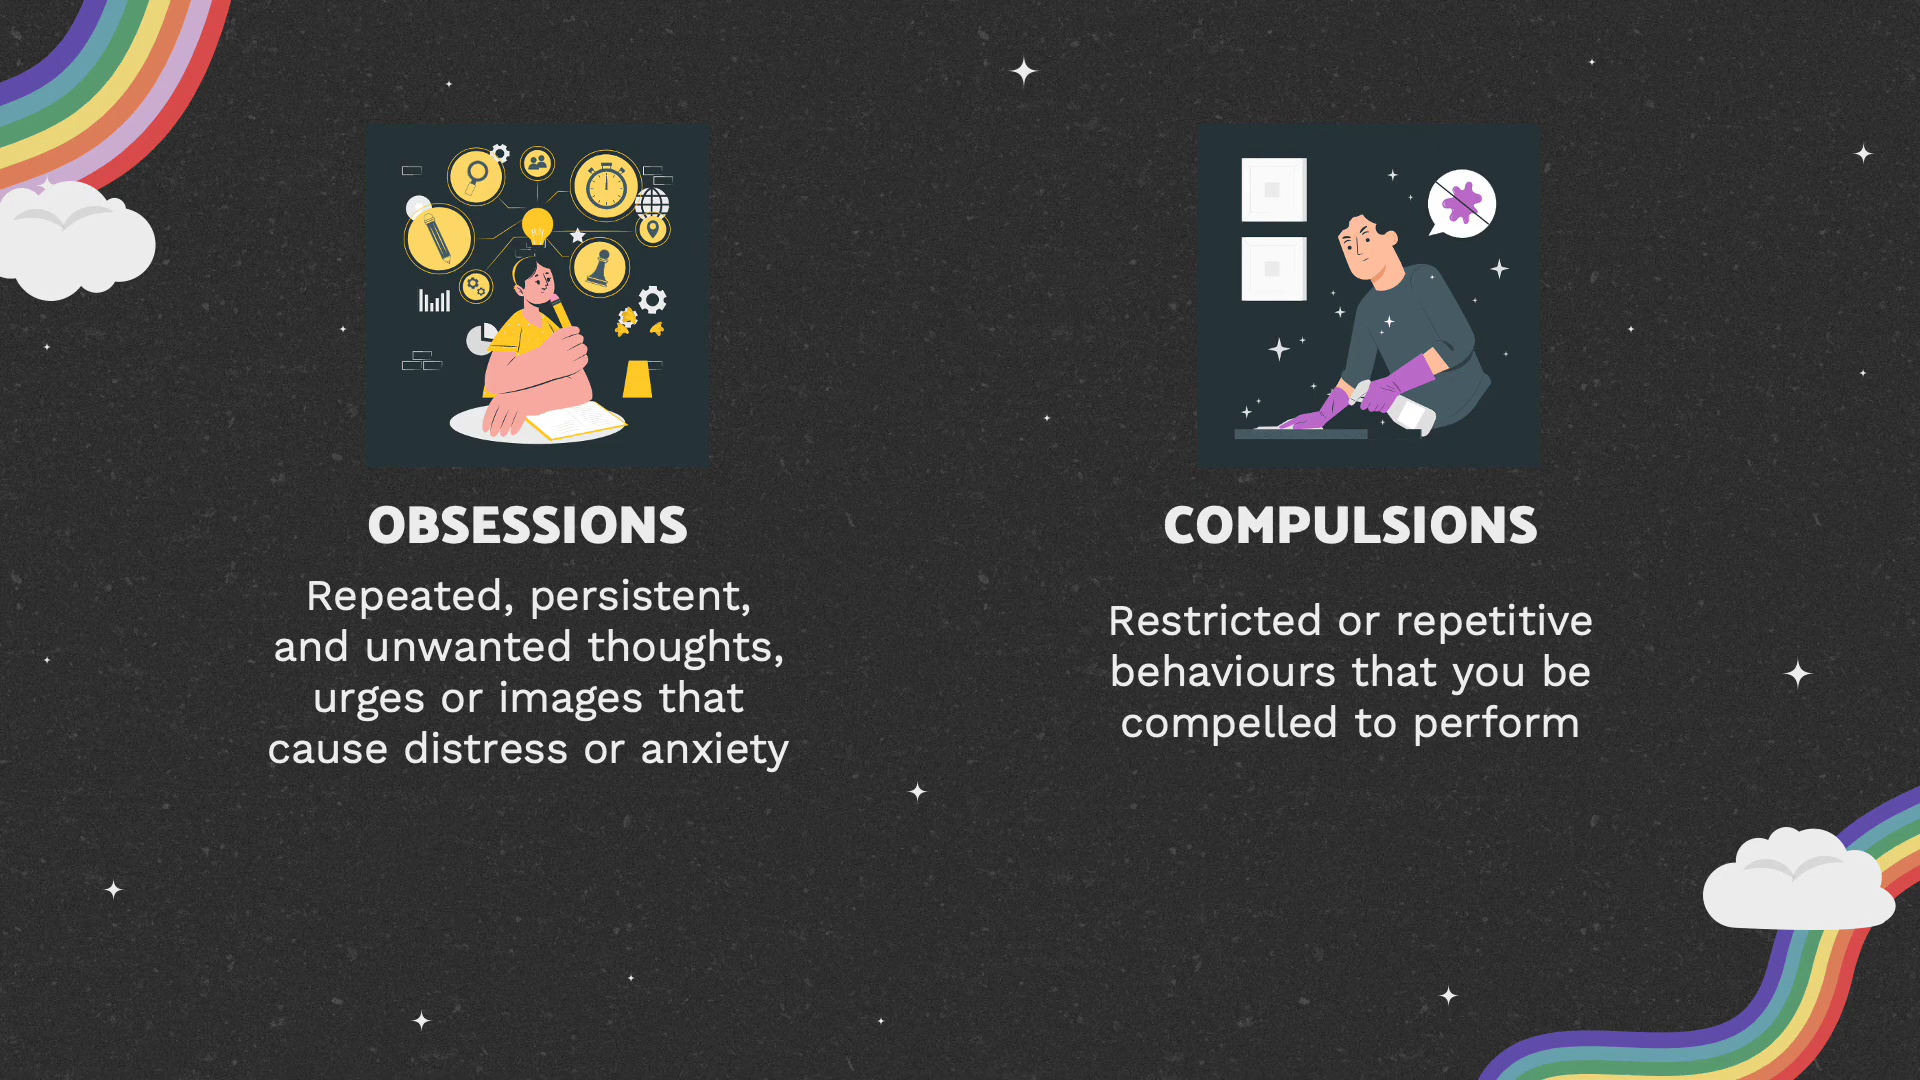 OBSESSIONS
Repeated, persistent,
and unwanted thoughts,
urges or images that
cause distress or anxiety
COMPULSIONS
Restricted or repetitive
behaviours that you be
compelled to perform